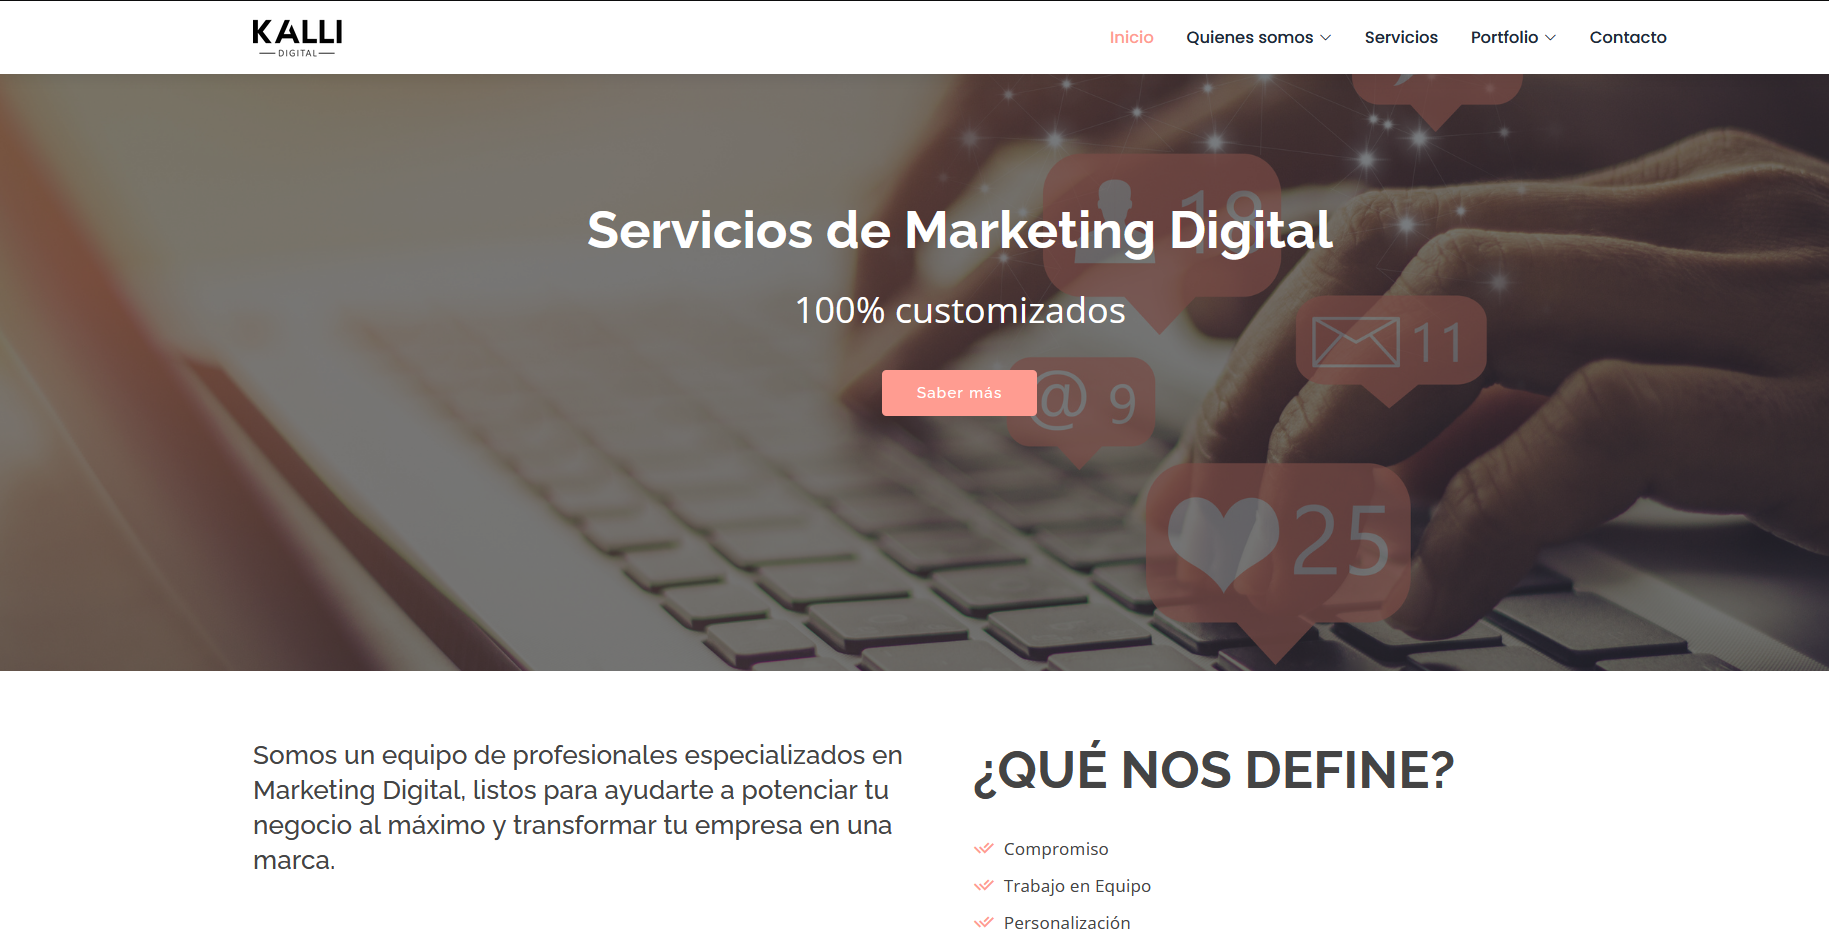 KALLI
DIGITAL
Inicio
Quienes somos
Servicios
Portfolio
Contacto
19
Servicios de Marketing Digital
100% customizados
11
Saber más
@ 9
25
Somos un equipo de profesionales especializados en
Marketing Digital, listos para ayudarte a potenciar tu
negocio al máximo y transformar tu empresa en una
marca.
¿QUÉ NOS DEFINE?
Compromiso
Trabajo en Equipo
Personalización